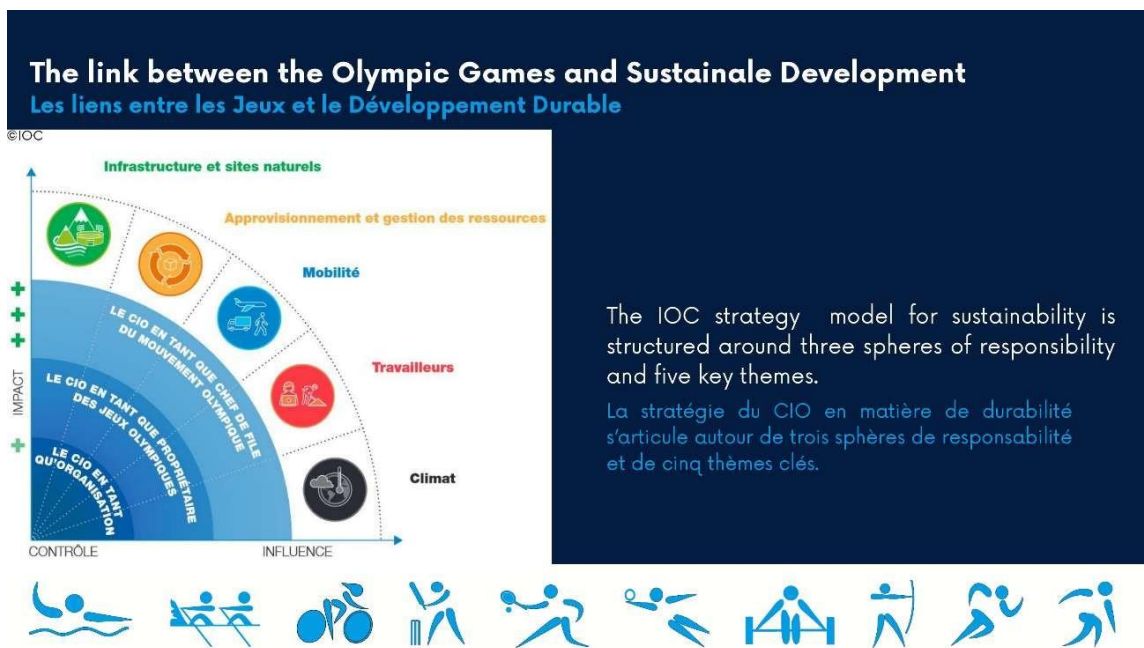 The link between the Olympic Games and Sustainale Development
Les liens entre les Jeux et le Développement Durable
©IOC
Infrastructure et sites naturels
Approvisionnement et gestion des ressources
Mobilité
Travailleurs
Climat
LE CIO EN TANT QUE CHEF DE FILE
DU MOUVEMENT OLYMPIQUE
LE CIO EN TANT QUE PROPRIÉTAIRE
DES JEUX OLYMPIQUES
LE CIO EN TANT
QU'ORGANISATION
IMPACT
CONTRÔLE
INFLUENCE
The IOC strategy model for sustainability is
structured around three spheres of responsibility
and five key themes.
La stratégie du CIO en matière de durabilité
s'articule autour de trois sphères de responsabilité
et de cinq thèmes clés.